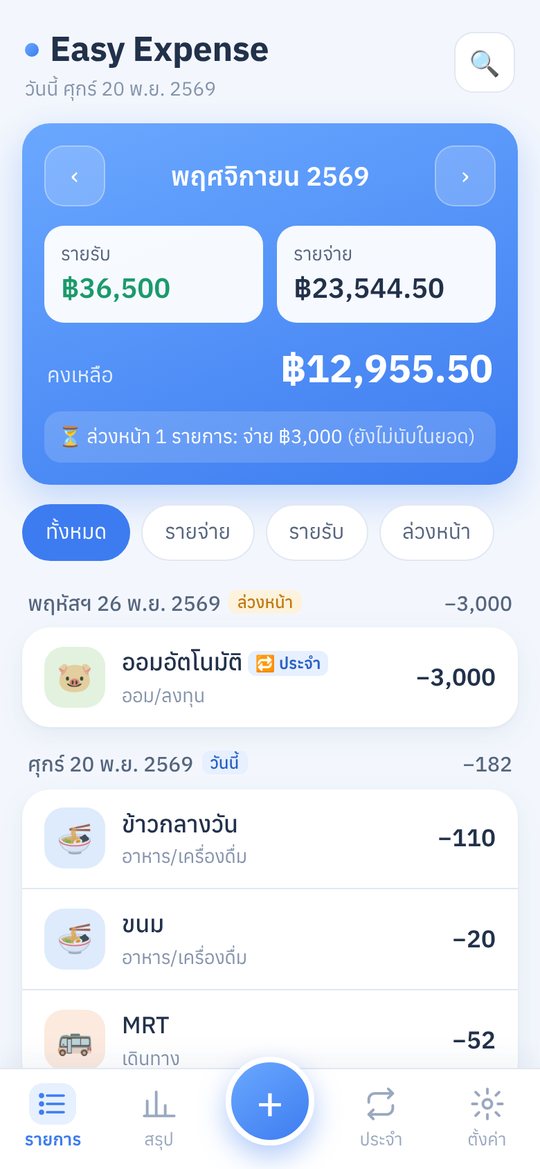 Easy Expense
วันนี้ ศุกร์ 20 พ.ย. 2569
‹ พฤศจิกายน 2569 ›
รายรับ รายจ่าย
฿36,500 ฿23,544.50
คงเหลือ ฿12,955.50
⏳ ล่วงหน้า 1 รายการ: จ่าย ฿3,000 (ยังไม่นับในยอด)
ทั้งหมด รายจ่าย รายรับ ล่วงหน้า
พฤหัสฯ 26 พ.ย. 2569 ล่วงหน้า −3,000
ออมอัตโนมัติ 🔁 ประจำ −3,000
ออม/ลงทุน
ศุกร์ 20 พ.ย. 2569 วันนี้ −182
ข้าวกลางวัน −110
อาหาร/เครื่องดื่ม
ขนม −20
อาหาร/เครื่องดื่ม
MRT −52
เดินทาง
+
รายการ สรุป ประจำ ตั้งค่า